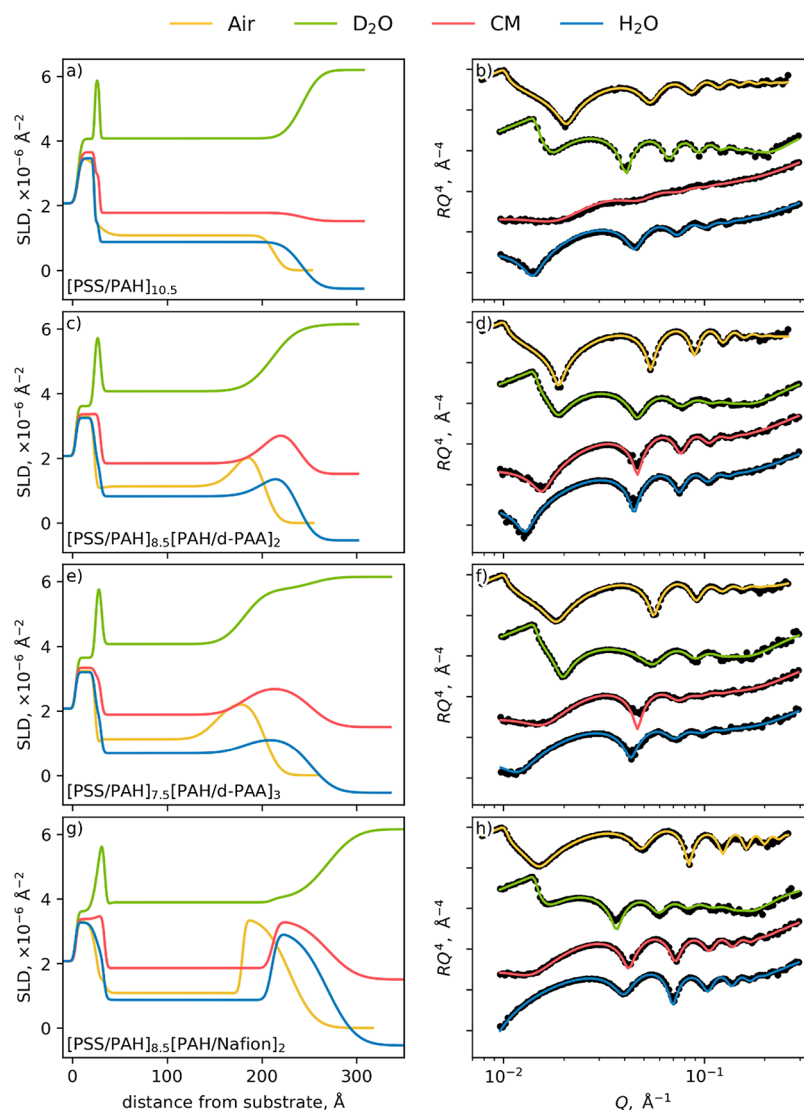 Air D₂O CM H₂O
a)
b)
6
4
2
0
SLD, ×10⁻⁶ Å⁻²
RQ⁴, Å⁻⁴
[PSS/PAH]₁₀.₅
c)
d)
6
4
2
0
SLD, ×10⁻⁶ Å⁻²
RQ⁴, Å⁻⁴
[PSS/PAH]₈.₅[PAH/d-PAA]₂
e)
f)
6
4
2
0
SLD, ×10⁻⁶ Å⁻²
RQ⁴, Å⁻⁴
[PSS/PAH]₇.₅[PAH/d-PAA]₃
g)
h)
6
4
2
0
SLD, ×10⁻⁶ Å⁻²
RQ⁴, Å⁻⁴
[PSS/PAH]₈.₅[PAH/Nafion]₂
0 100 200 300
10⁻² 10⁻¹
distance from substrate, Å
Q, Å⁻¹